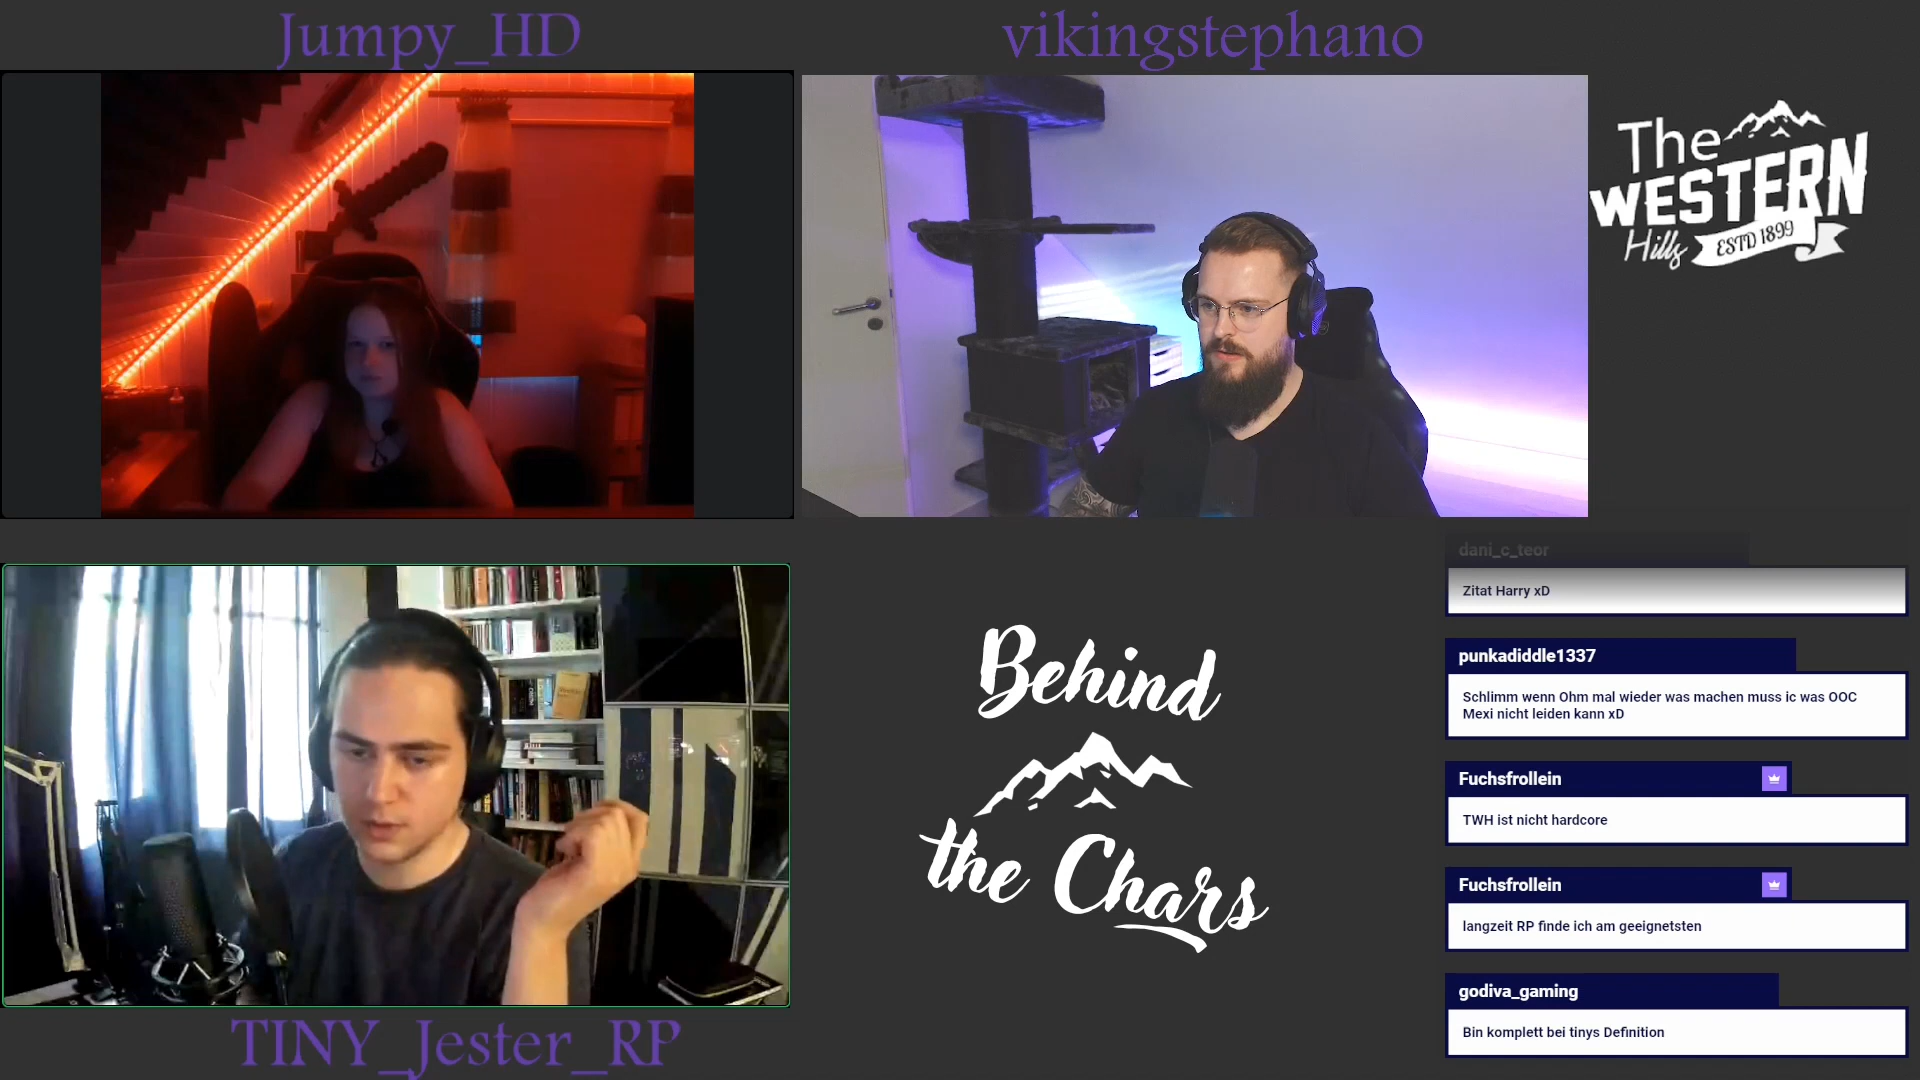 Jumpy_HD
vikingstephano
The
WESTERN
Hills
ESTD 1899
TINY_Jester_RP
Behind
the Chars
dani_c_teor
Zitat Harry xD
punkadiddle1337
Schlimm wenn Ohm mal wieder was machen muss ic was OOC
Mexi nicht leiden kann xD
Fuchsfrollein
TWH ist nicht hardcore
Fuchsfrollein
langzeit RP finde ich am geeignetsten
godiva_gaming
Bin komplett bei tinys Definition